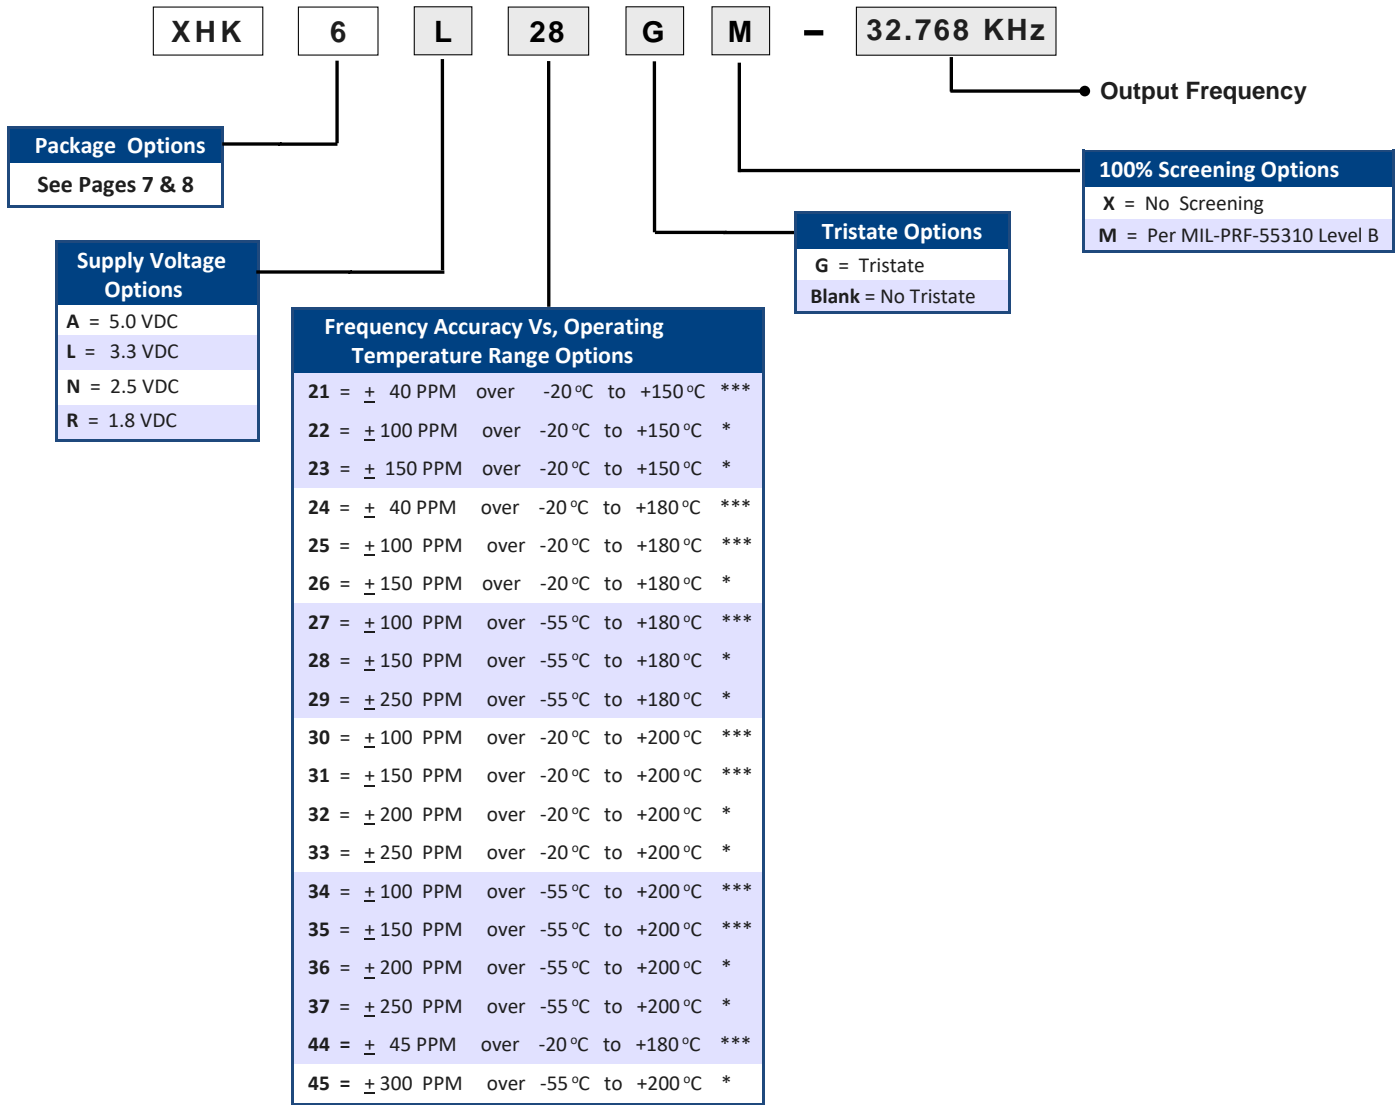 XHK 6 L 28 G M – 32.768 KHz
Output Frequency
Package Options
See Pages 7 & 8
100% Screening Options
X = No Screening
M = Per MIL-PRF-55310 Level B
Tristate Options
G = Tristate
Blank = No Tristate
Supply Voltage
Options
A = 5.0 VDC
L = 3.3 VDC
N = 2.5 VDC
R = 1.8 VDC
Frequency Accuracy Vs, Operating
Temperature Range Options
21 = ± 40 PPM over -20 °C to +150 °C ***
22 = ± 100 PPM over -20 °C to +150 °C *
23 = ± 150 PPM over -20 °C to +150 °C *
24 = ± 40 PPM over -20 °C to +180 °C ***
25 = ± 100 PPM over -20 °C to +180 °C ***
26 = ± 150 PPM over -20 °C to +180 °C *
27 = ± 100 PPM over -55 °C to +180 °C ***
28 = ± 150 PPM over -55 °C to +180 °C *
29 = ± 250 PPM over -55 °C to +180 °C *
30 = ± 100 PPM over -20 °C to +200 °C ***
31 = ± 150 PPM over -20 °C to +200 °C ***
32 = ± 200 PPM over -20 °C to +200 °C *
33 = ± 250 PPM over -20 °C to +200 °C *
34 = ± 100 PPM over -55 °C to +200 °C ***
35 = ± 150 PPM over -55 °C to +200 °C ***
36 = ± 200 PPM over -55 °C to +200 °C *
37 = ± 250 PPM over -55 °C to +200 °C *
44 = ± 45 PPM over -20 °C to +180 °C ***
45 = ± 300 PPM over -55 °C to +200 °C *